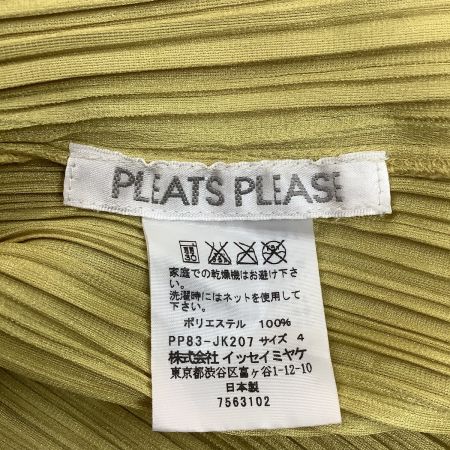 PLEATS PLEASE
30
家庭での乾燥機はお避け下さ
い。
洗濯時にはネットを使用して
下さい。
ポリエステル 100%
PP83-JK207 サイズ 4
株式会社 イッセイミヤケ
東京都渋谷区富ヶ谷1-12-10
日本製
7563102